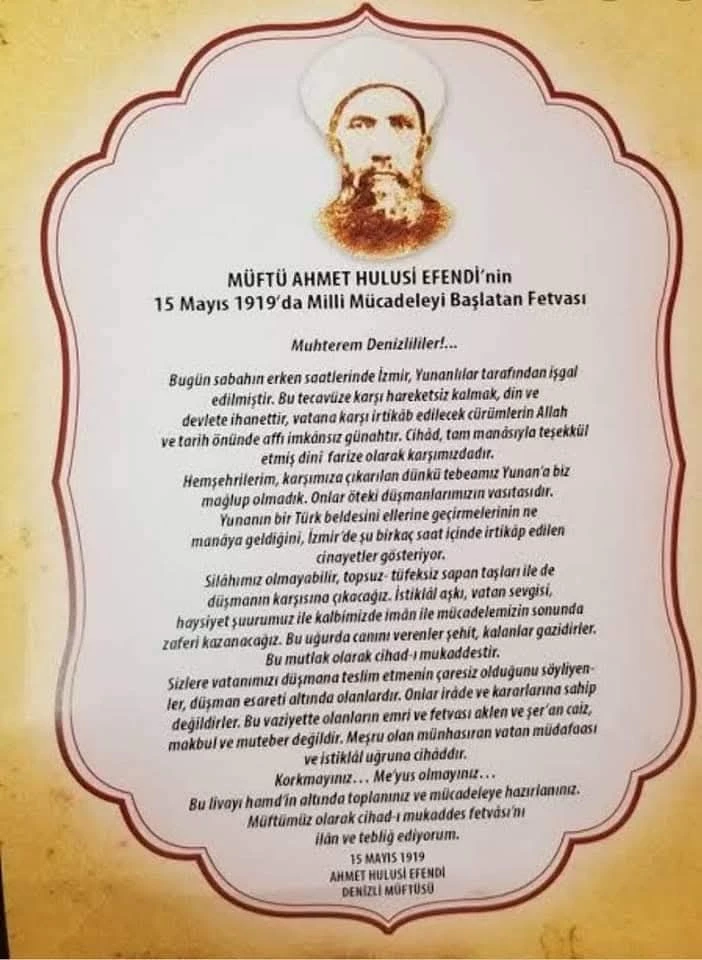 MÜFTÜ AHMET HULUSİ EFENDİ'nin
15 Mayıs 1919'da Milli Mücadeleyi Başlatan Fetvası
Muhterem Denizlililer!...
Bugün sabahın erken saatlerinde İzmir, Yunanlılar tarafından işgal
edilmiştir. Bu tecavüze karşı hareketsiz kalmak, din ve
devlete ihanettir, vatana karşı irtikâb edilecek cürümlerin Allah
ve tarih önünde affı imkânsız günahtır. Cihâd, tam manâsıyla teşekkül
etmiş dinî farize olarak karşımızdadır.
Hemşehrilerim, karşımıza çıkarılan dünkü tebeamız Yunan'a biz
mağlup olmadık. Onlar öteki düşmanlarımızın vasıtasıdır.
Yunanın bir Türk beldesini ellerine geçirmelerinin ne
manâya geldiğini, İzmir'de şu birkaç saat içinde irtikâp edilen
cinayetler gösteriyor.
Silâhımız olmayabilir, topsuz- tüfeksiz sapan taşları ile de
düşmanın karşısına çıkacağız. İstiklâl aşkı, vatan sevgisi,
haysiyet şuurumuz ile kalbimizde imân ile mücadelemizin sonunda
zaferi kazanacağız. Bu uğurda canını verenler şehit, kalanlar gazidirler.
Bu mutlak olarak cihad-ı mukaddestir.
Sizlere vatanımızı düşmana teslim etmenin çaresiz olduğunu söyliyen-
ler, düşman esareti altında olanlardır. Onlar irâde ve kararlarına sahip
değildirler. Bu vaziyette olanların emri ve fetvası aklen ve şer'an caiz,
makbul ve muteber değildir. Meşru olan münhasıran vatan müdafaası
ve istiklâl uğruna cihâddır.
Korkmayınız... Me'yus olmayınız...
Bu livayı hamd'in altında toplanınız ve mücadeleye hazırlanınız.
Müftümüz olarak cihad-ı mukaddes fetvâsı'nı
ilân ve tebliğ ediyorum.
15 MAYIS 1919
AHMET HULUSİ EFENDİ
DENİZLİ MÜFTÜSÜ